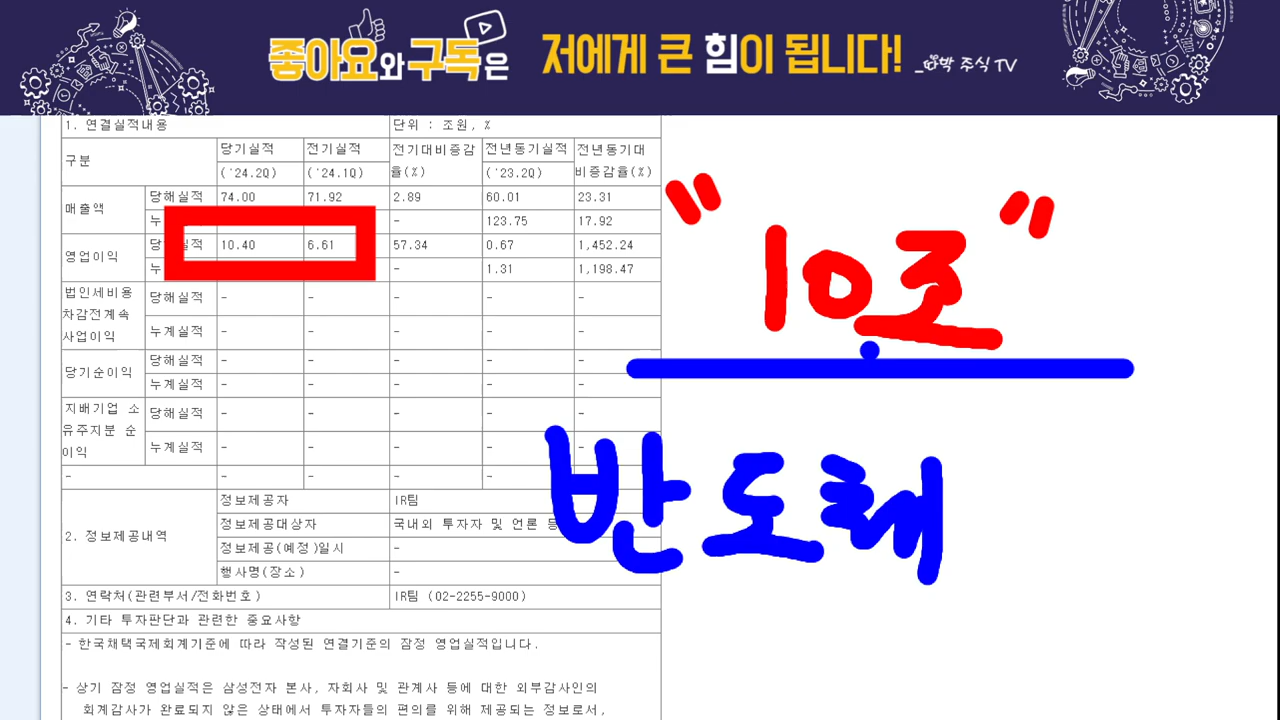 좋아요와 구독은 저에게 큰 힘이 됩니다!
박 주식 TV
1. 연결실적내용 단위 : 조원, %
구분 당기실적 전기실적 전기대비증감율(%) 전년동기실적 전년동기대비증감율(%)
('24.2Q) ('24.1Q) ('23.2Q)
매출액 당해실적 74.00 71.92 2.89 60.01 23.31
누 - 123.75 17.92
영업이익 당 적 10.40 6.61 57.34 0.67 1,452.24
누 - 1.31 1,198.47
법인세비용차감전계속사업이익 당해실적 - - - - -
누계실적 - - - - -
당기순이익 당해실적 - - - - -
누계실적 - - - - -
지배기업 소유주지분 순이익 당해실적 - - - - -
누계실적 - - - - -
- - - - -
2. 정보제공내역 정보제공자 IR팀
정보제공대상자 국내외 투자자 및 언론 등
정보제공(예정)일시 -
행사명(장소) -
3. 연락처(관련부서/전화번호) IR팀 (02-2255-9000)
4. 기타 투자판단과 관련한 중요사항
- 한국채택국제회계기준에 따라 작성된 연결기준의 잠정 영업실적입니다.
- 상기 잠정 영업실적은 삼성전자 본사, 자회사 및 관계사 등에 대한 외부감사인의
회계감사가 완료되지 않은 상태에서 투자자들의 편의를 위해 제공되는 정보로서,
"10조"
반도체